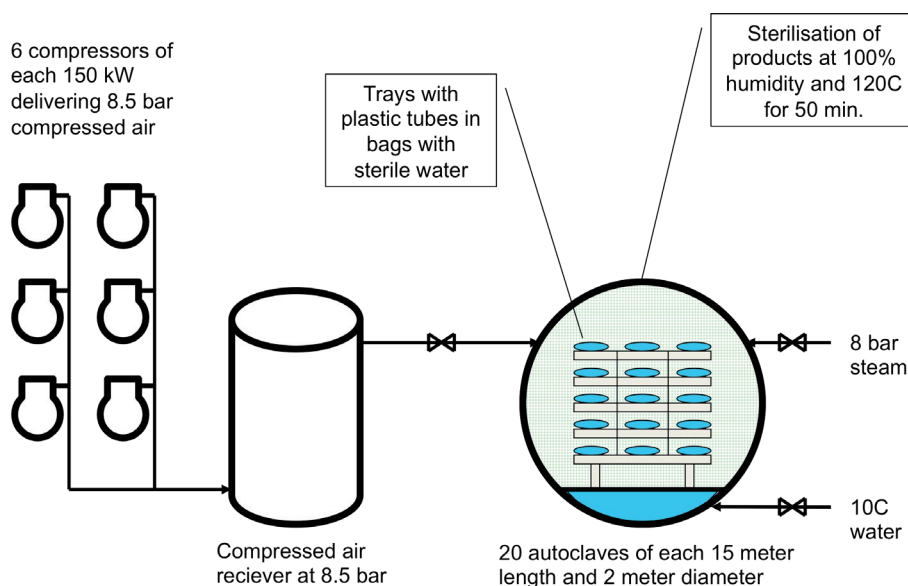 6 compressors of
each 150 kW
delivering 8.5 bar
compressed air
Trays with
plastic tubes in
bags with
sterile water
Sterilisation of
products at 100%
humidity and 120C
for 50 min.
8 bar
steam
10C
water
Compressed air
reciever at 8.5 bar
20 autoclaves of each 15 meter
length and 2 meter diameter